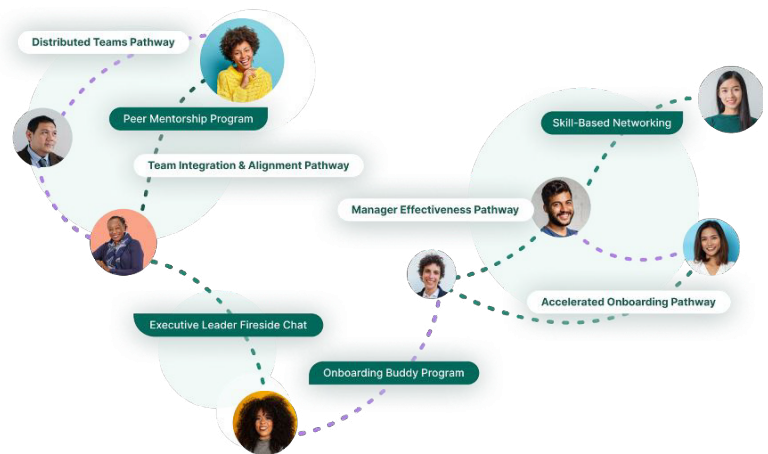 Distributed Teams Pathway
Peer Mentorship Program
Skill-Based Networking
Team Integration & Alignment Pathway
Manager Effectiveness Pathway
Accelerated Onboarding Pathway
Executive Leader Fireside Chat
Onboarding Buddy Program